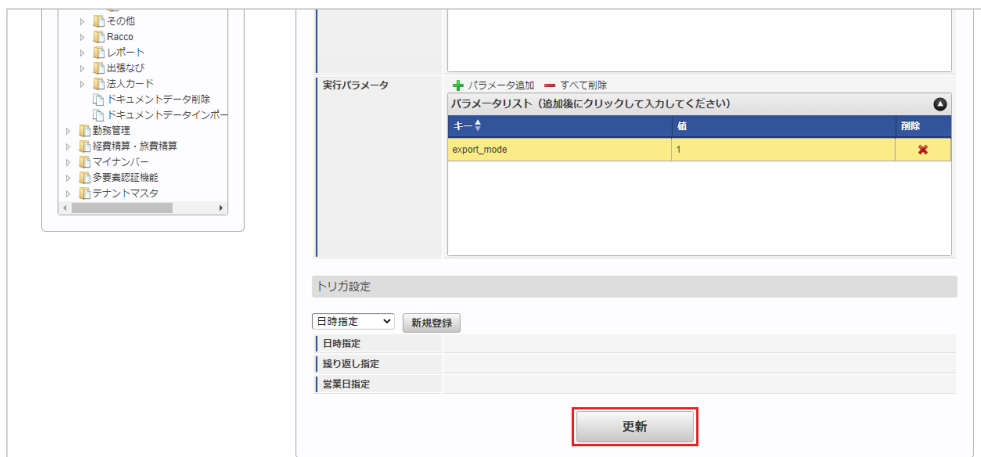 その他
Racco
レポート
出張なび
法人カード
ドキュメントデータ削除
ドキュメントデータインポー
勤務管理
経費精算・旅費精算
マイナンバー
多要素認証機能
テナントマスタ
実行パラメータ
パラメータ追加 すべて削除
パラメータリスト（追加後にクリックして入力してください）
キー 値 削除
export_mode 1
トリガ設定
日時指定 新規登録
日時指定
繰り返し指定
営業日指定
更新